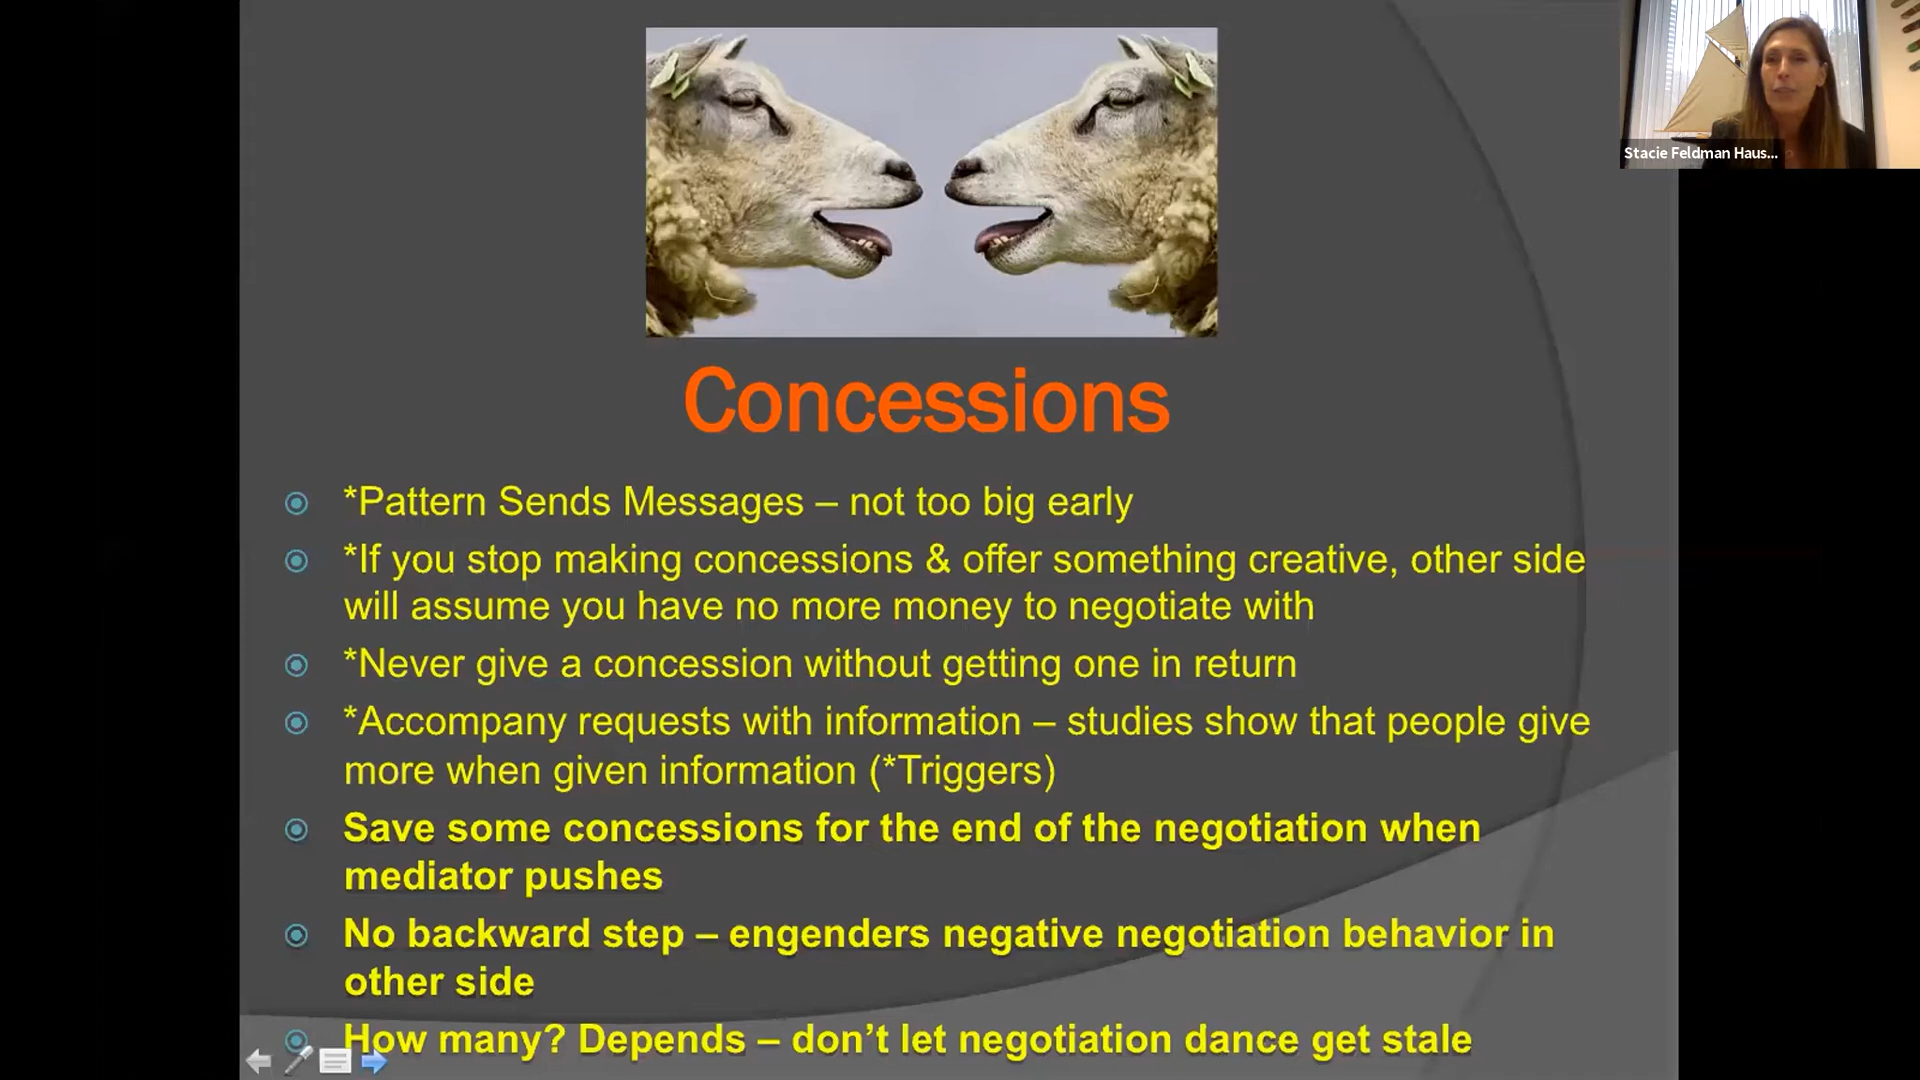 Stacie Feldman Haus...
Concessions
*Pattern Sends Messages – not too big early
*If you stop making concessions & offer something creative, other side
will assume you have no more money to negotiate with
*Never give a concession without getting one in return
*Accompany requests with information – studies show that people give
more when given information (*Triggers)
Save some concessions for the end of the negotiation when
mediator pushes
No backward step – engenders negative negotiation behavior in
other side
How many? Depends – don’t let negotiation dance get stale